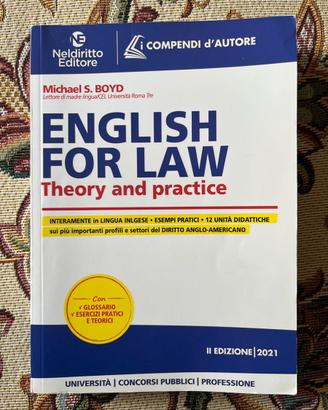 NE
Neldiritto
Editore
i COMPENDI d'AUTORE
Michael S. BOYD
Lettore di madre lingua/CEL Università Roma Tre
ENGLISH
FOR LAW
Theory and practice
INTERAMENTE in LINGUA INLGESE • ESEMPI PRATICI • 12 UNITÀ DIDATTICHE
sui più importanti profili e settori del DIRITTO ANGLO-AMERICANO
Con
√ GLOSSARIO
√ ESERCIZI PRATICI
E TEORICI
II EDIZIONE | 2021
UNIVERSITÀ | CONCORSI PUBBLICI | PROFESSIONE